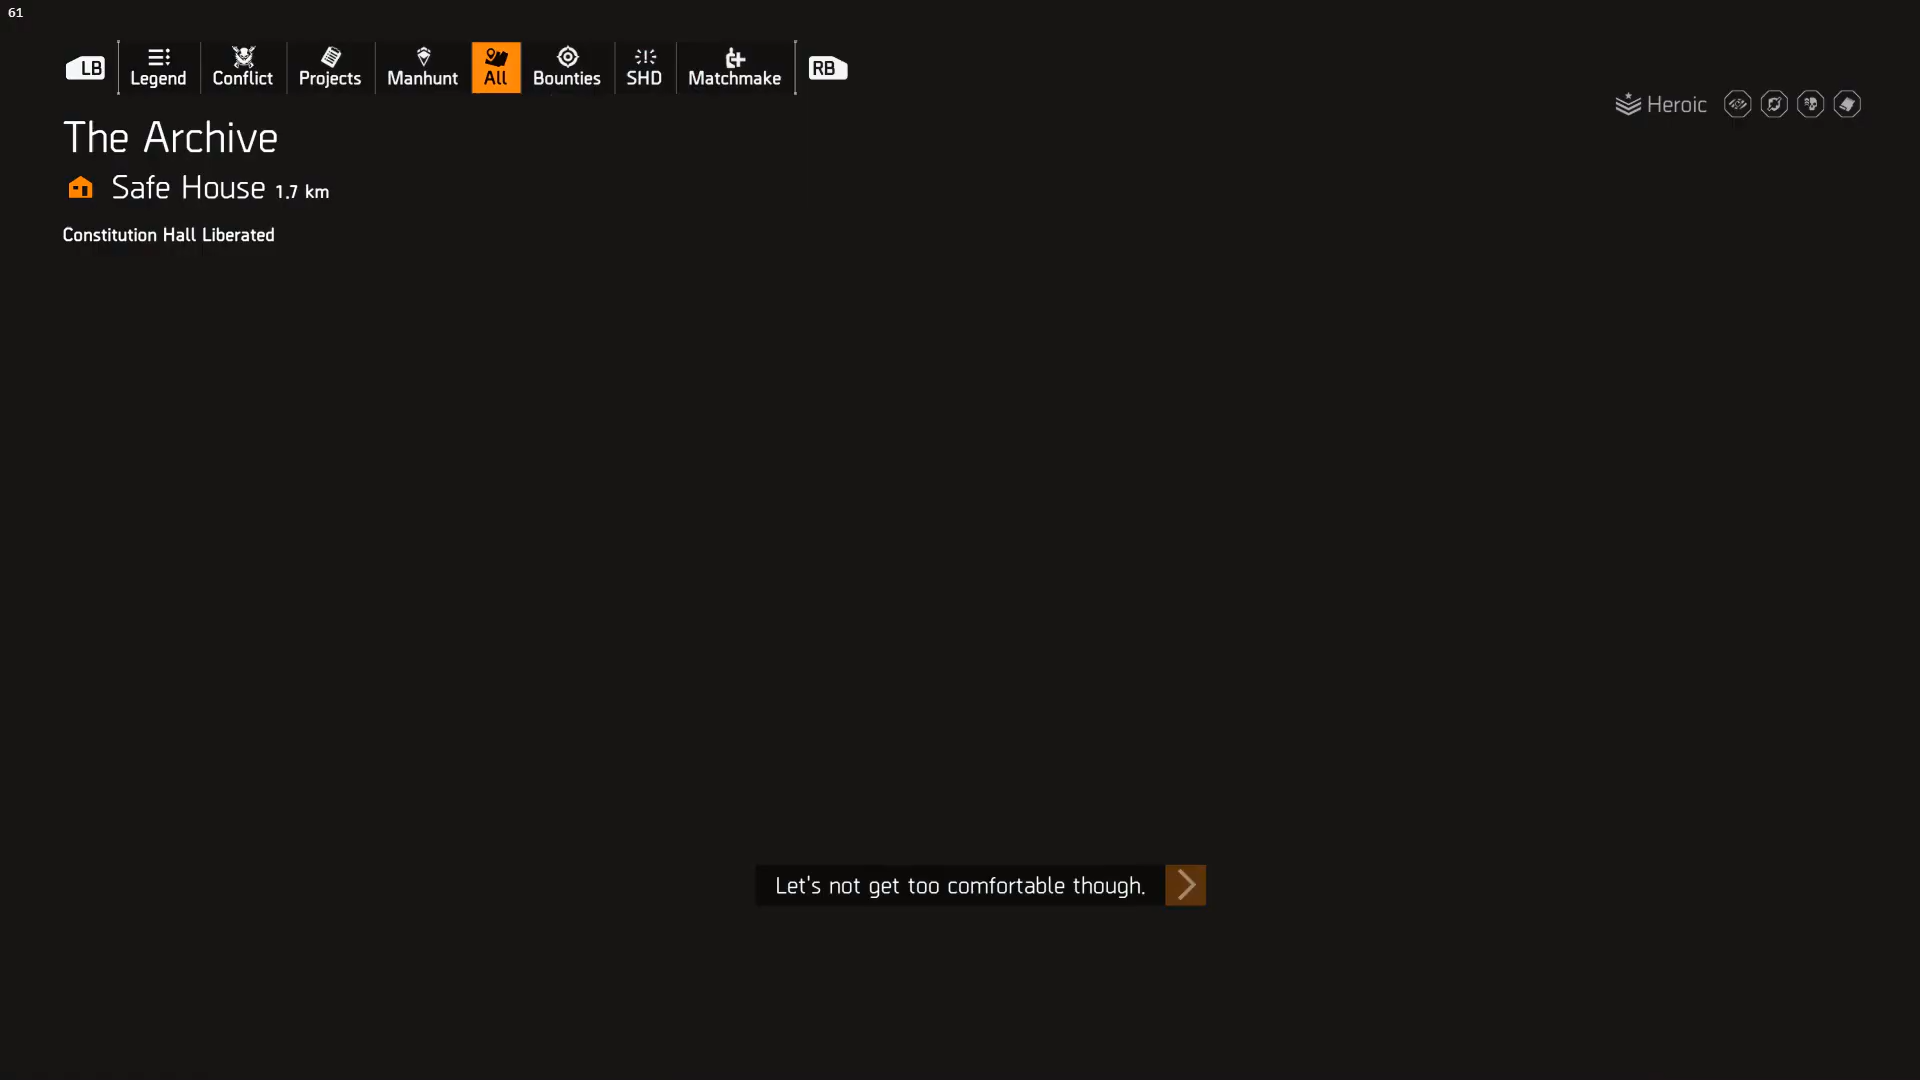 61
LB Legend Conflict Projects Manhunt All Bounties SHD Matchmake RB
Heroic
The Archive
Safe House 1.7 km
Constitution Hall Liberated
Let's not get too comfortable though.